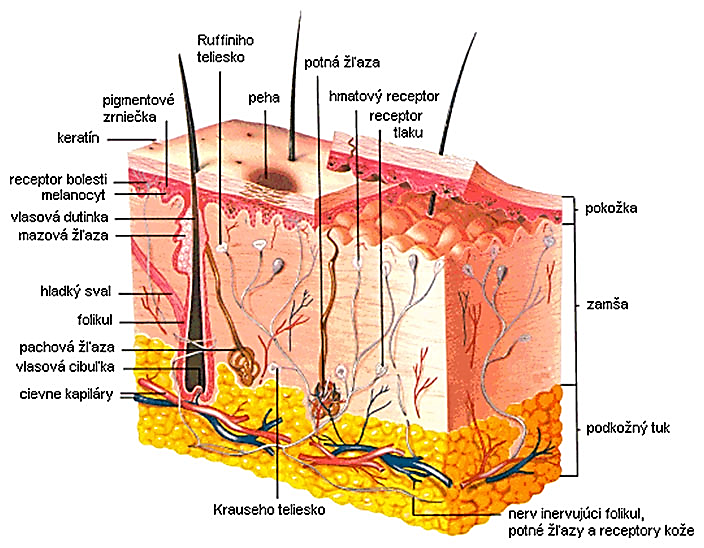 Ruffiniho
teliesko
potná žľaza
pigmentové
zrniečka
peha
hmatový receptor
receptor
tlaku
keratín
receptor bolesti
melanocyt
vlasová dutinka
mazová žľaza
hladký sval
folikul
pachová žľaza
vlasová cibuľka
cievne kapiláry
pokožka
zamša
podkožný tuk
Krauseho teliesko
nerv inervujúci folikul,
potné žľazy a receptory kože